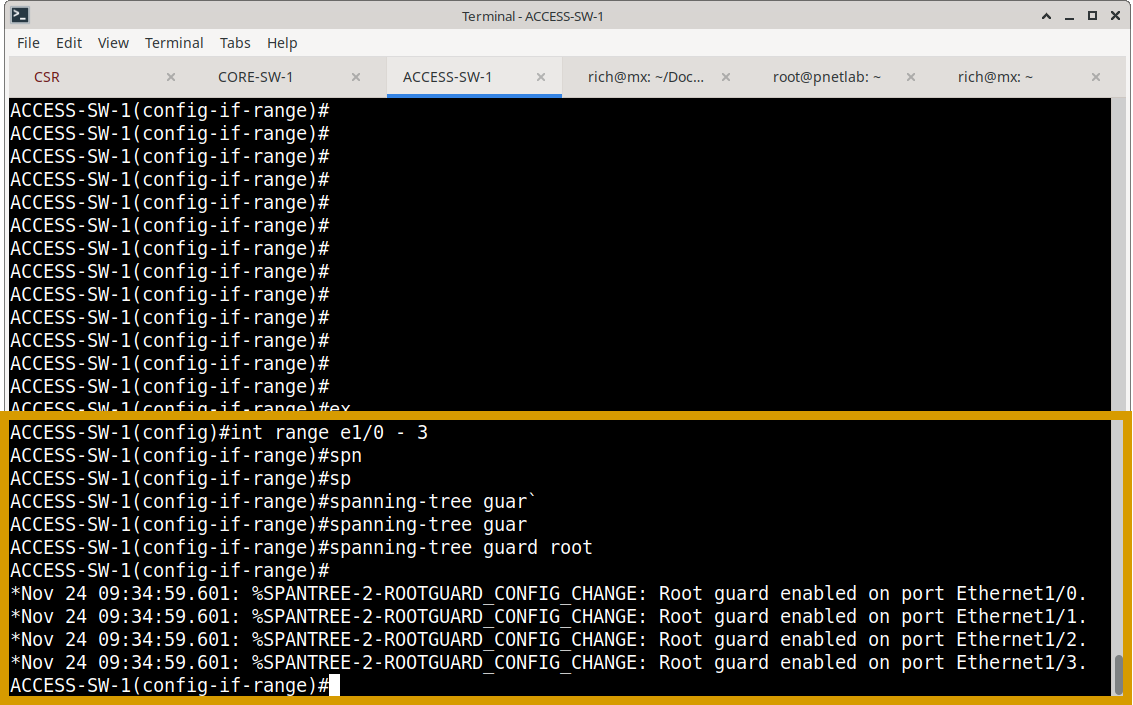 Terminal - ACCESS-SW-1
File Edit View Terminal Tabs Help
CSR CORE-SW-1 ACCESS-SW-1 rich@mx: ~/Doc... root@pnetlab: ~ rich@mx: ~
ACCESS-SW-1(config-if-range)#
ACCESS-SW-1(config-if-range)#
ACCESS-SW-1(config-if-range)#
ACCESS-SW-1(config-if-range)#
ACCESS-SW-1(config-if-range)#
ACCESS-SW-1(config-if-range)#
ACCESS-SW-1(config-if-range)#
ACCESS-SW-1(config-if-range)#
ACCESS-SW-1(config-if-range)#
ACCESS-SW-1(config-if-range)#
ACCESS-SW-1(config-if-range)#
ACCESS-SW-1(config-if-range)#
ACCESS-SW-1(config-if-range)#
ACCESS-SW-1(config-if-range)#ex
ACCESS-SW-1(config)#int range e1/0 - 3
ACCESS-SW-1(config-if-range)#spn
ACCESS-SW-1(config-if-range)#sp
ACCESS-SW-1(config-if-range)#spanning-tree guar`
ACCESS-SW-1(config-if-range)#spanning-tree guar
ACCESS-SW-1(config-if-range)#spanning-tree guard root
ACCESS-SW-1(config-if-range)#
*Nov 24 09:34:59.601: %SPANTREE-2-ROOTGUARD_CONFIG_CHANGE: Root guard enabled on port Ethernet1/0.
*Nov 24 09:34:59.601: %SPANTREE-2-ROOTGUARD_CONFIG_CHANGE: Root guard enabled on port Ethernet1/1.
*Nov 24 09:34:59.601: %SPANTREE-2-ROOTGUARD_CONFIG_CHANGE: Root guard enabled on port Ethernet1/2.
*Nov 24 09:34:59.601: %SPANTREE-2-ROOTGUARD_CONFIG_CHANGE: Root guard enabled on port Ethernet1/3.
ACCESS-SW-1(config-if-range)#